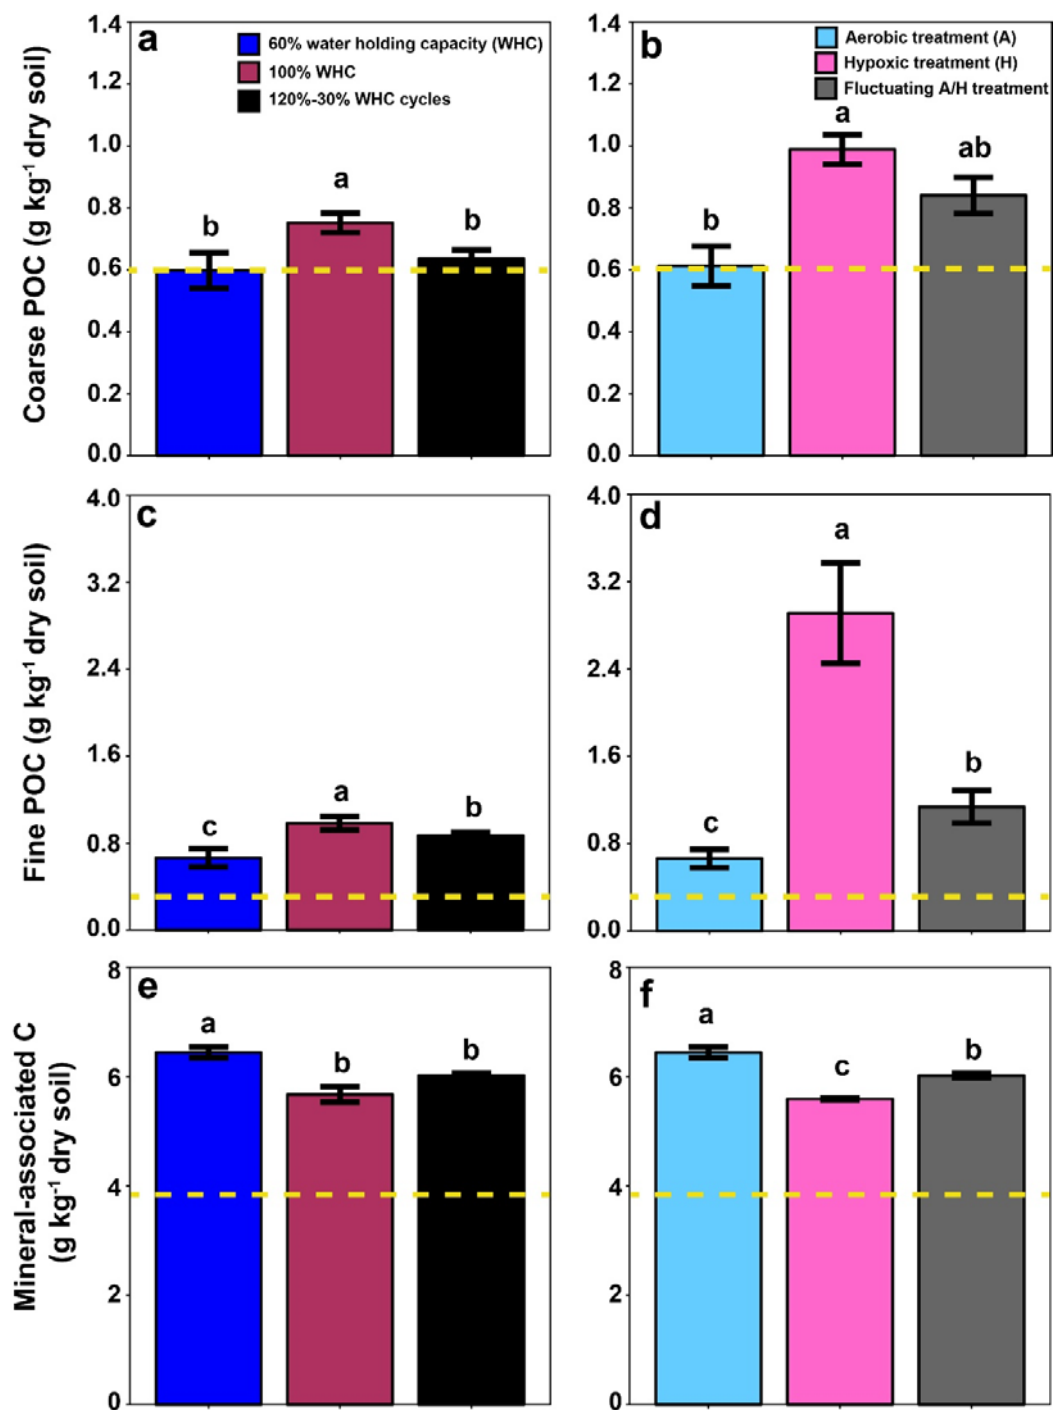 Coarse POC (g kg⁻¹ dry soil)
1.4
1.2
1.0
0.8
0.6
0.4
0.2
0.0
a
60% water holding capacity (WHC)
100% WHC
120%-30% WHC cycles
b
a
b
1.4
1.2
1.0
0.8
0.6
0.4
0.2
0.0
b
Aerobic treatment (A)
Hypoxic treatment (H)
Fluctuating A/H treatment
b
a
ab
Fine POC (g kg⁻¹ dry soil)
4.0
3.2
2.4
1.6
0.8
0.0
c
c
a
b
4.0
3.2
2.4
1.6
0.8
0.0
d
c
a
b
Mineral-associated C
(g kg⁻¹ dry soil)
8
6
4
2
0
e
a
b
b
8
6
4
2
0
f
a
c
b